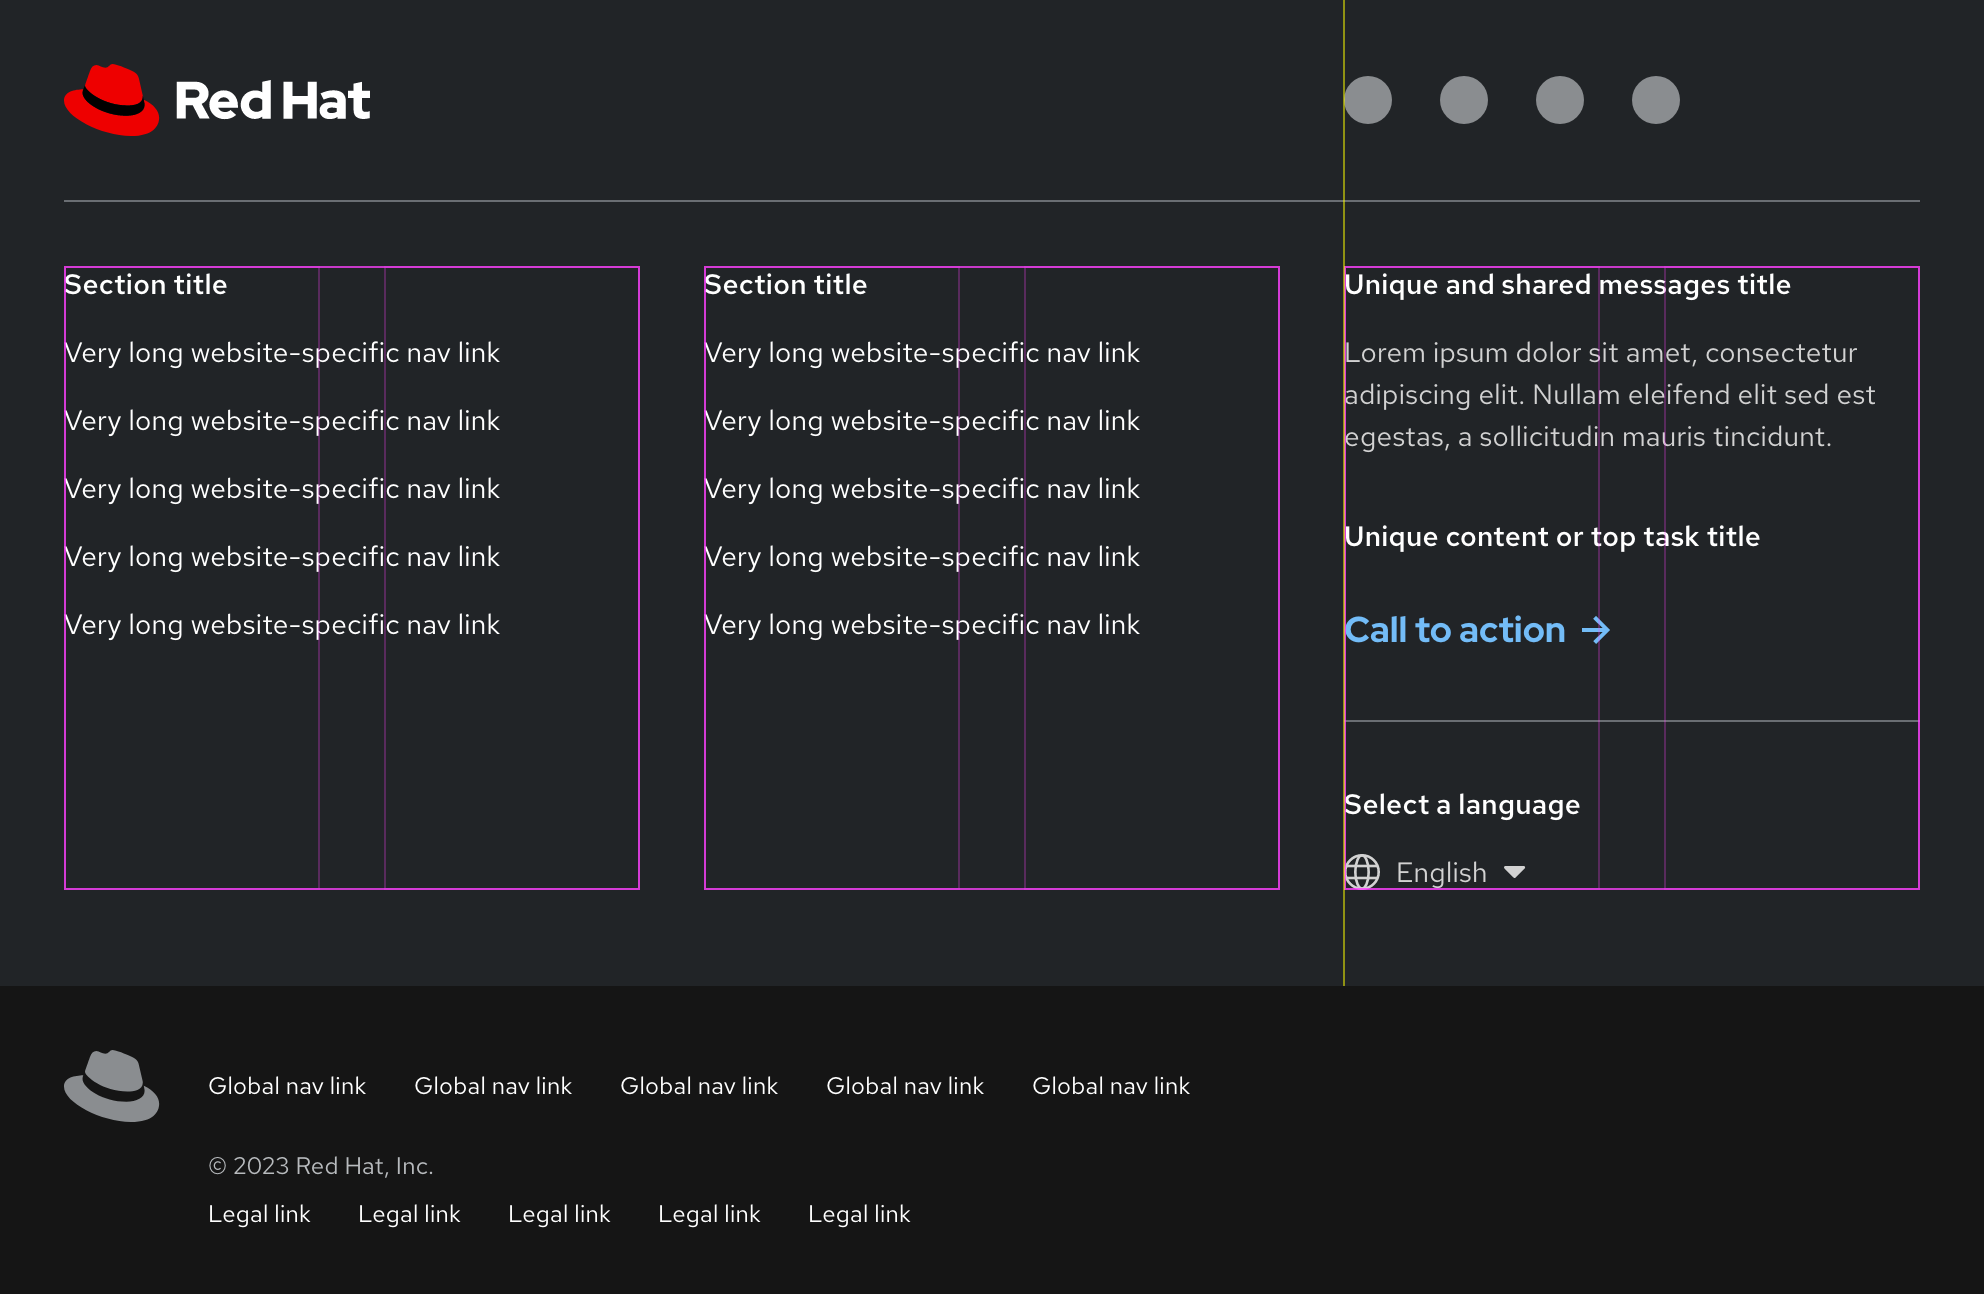 Red Hat
Section title
Very long website-specific nav link
Very long website-specific nav link
Very long website-specific nav link
Very long website-specific nav link
Very long website-specific nav link
Section title
Very long website-specific nav link
Very long website-specific nav link
Very long website-specific nav link
Very long website-specific nav link
Very long website-specific nav link
Unique and shared messages title
Lorem ipsum dolor sit amet, consectetur
adipiscing elit. Nullam eleifend elit sed est
egestas, a sollicitudin mauris tincidunt.
Unique content or top task title
Call to action
Select a language
English
Global nav link Global nav link Global nav link Global nav link Global nav link
© 2023 Red Hat, Inc.
Legal link Legal link Legal link Legal link Legal link